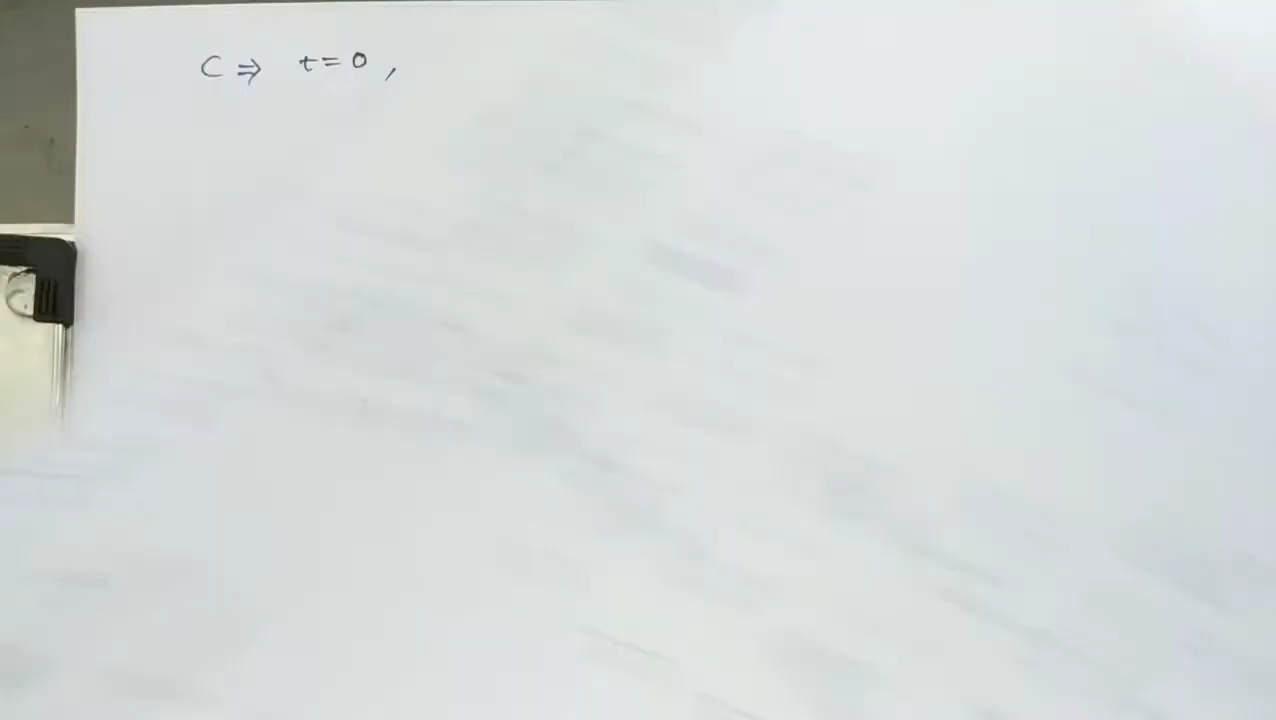 C ⇒ t = 0 ,